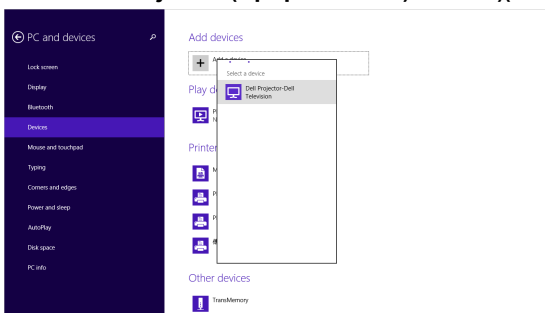 PC and devices
Lock screen
Display
Bluetooth
Devices
Mouse and touchpad
Typing
Corners and edges
Power and sleep
AutoPlay
Disk space
PC info
Add devices
Select a device
Dell Projector-Dell
Television
Other devices
TransMemory